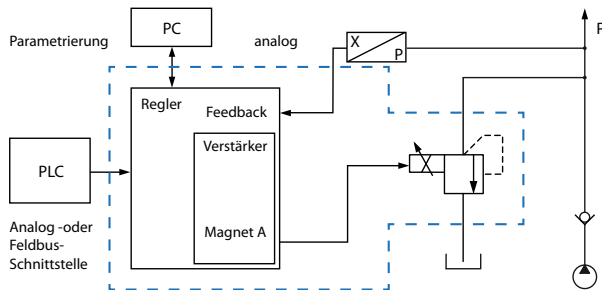 Parametrierung
PC
analog
X
P
P
Regler
Feedback
Verstärker
PLC
Magnet A
Analog -oder
Feldbus-
Schnittstelle